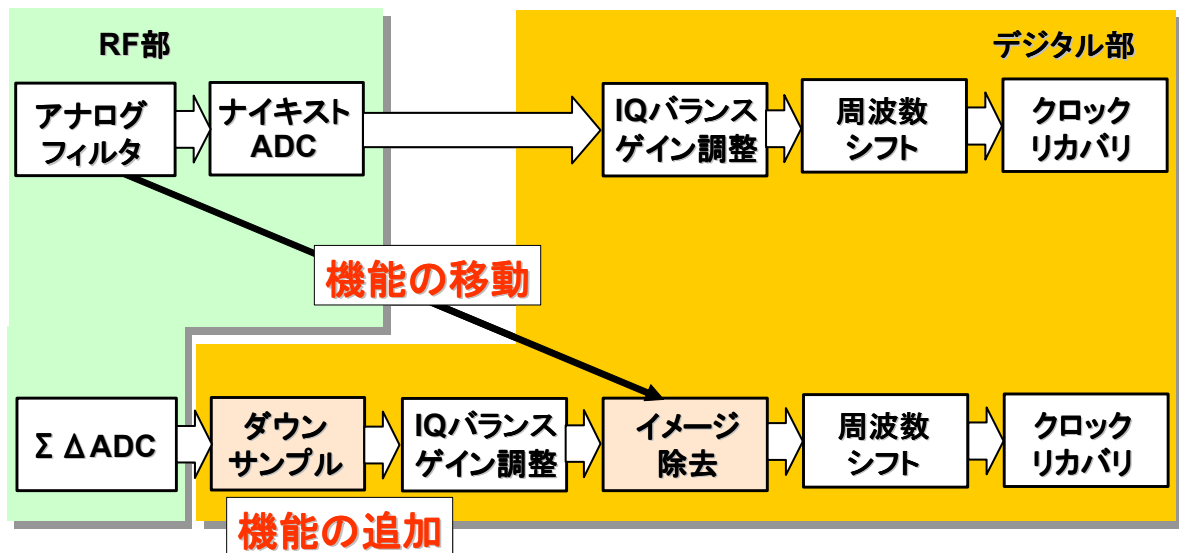 RF部
デジタル部
アナログ
フィルタ
ナイキスト
ADC
IQバランス
ゲイン調整
周波数
シフト
クロック
リカバリ
機能の移動
Σ Δ ADC
ダウン
サンプル
IQバランス
ゲイン調整
イメージ
除去
周波数
シフト
クロック
リカバリ
機能の追加